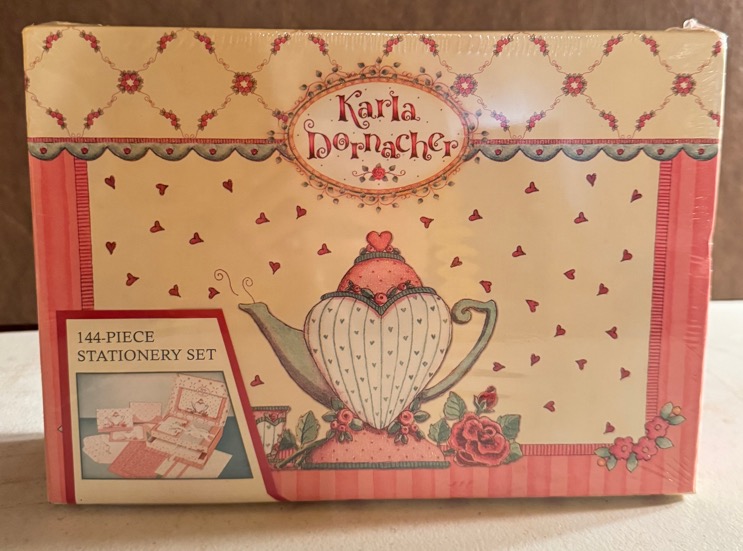 Karla
Dornacher
144-PIECE
STATIONERY SET